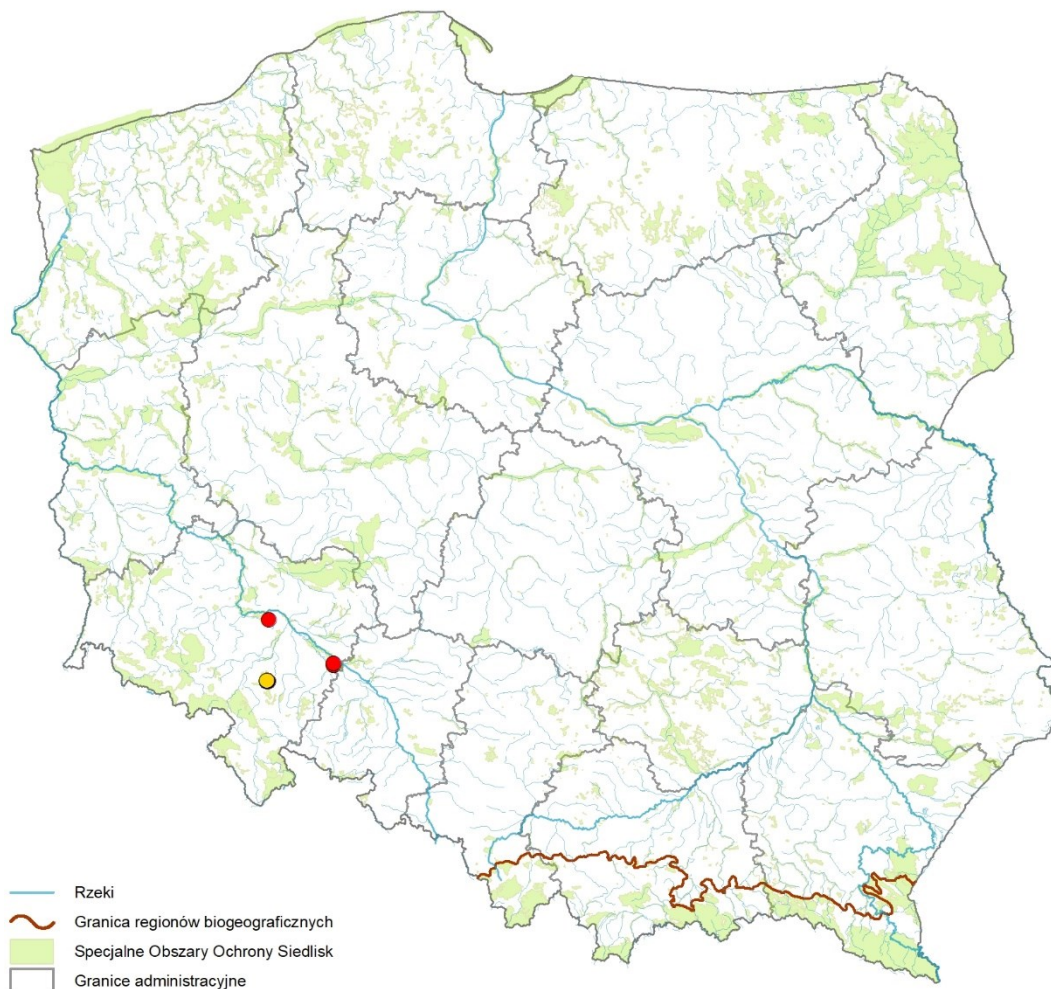 Rzeki
Granica regionów biogeograficznych
Specjalne Obszary Ochrony Siedlisk
Granice administracyjne